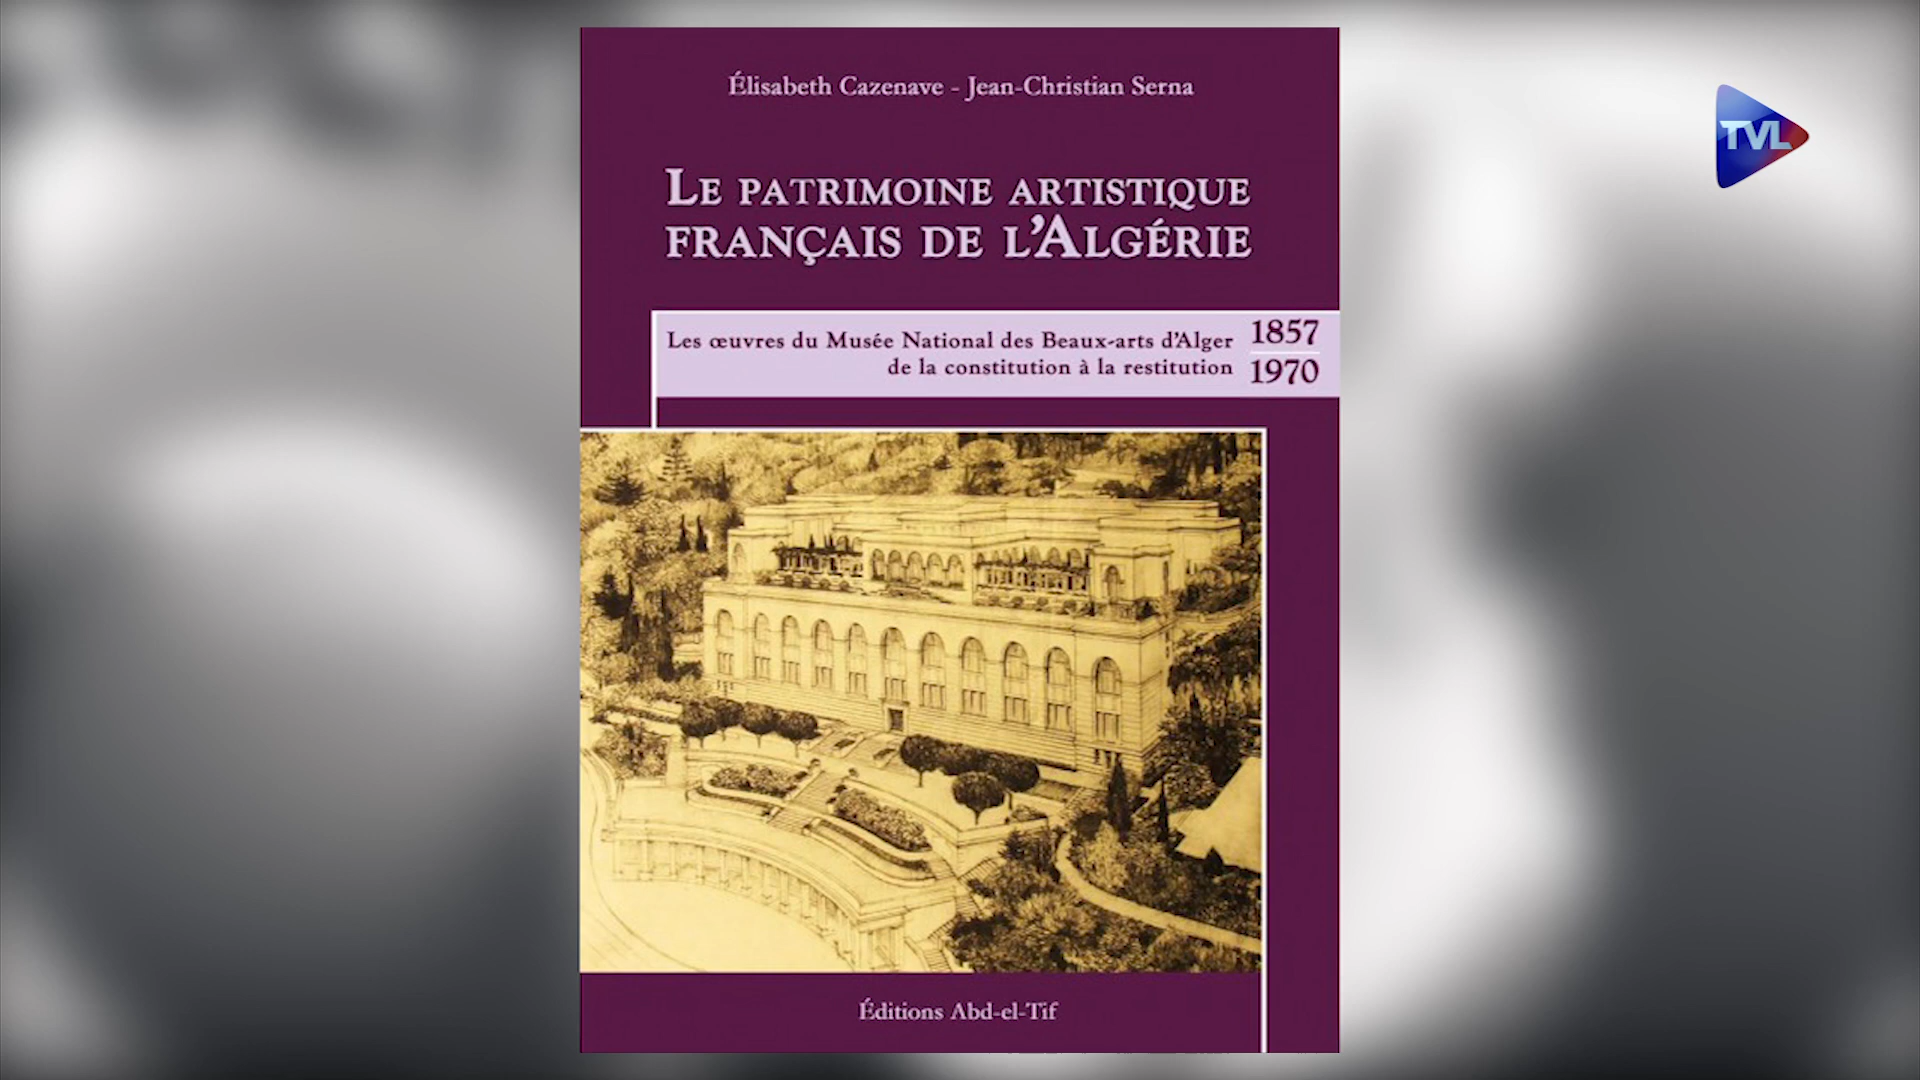 Élisabeth Cazenave - Jean-Christian Serna
TVL
LE PATRIMOINE ARTISTIQUE
FRANÇAIS DE L'ALGÉRIE
Les œuvres du Musée National des Beaux-arts d'Alger
de la constitution à la restitution
1857
1970
Éditions Abd-el-Tif